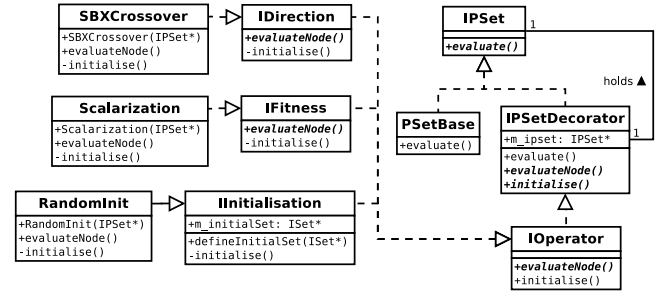 SBXCrossover
+SBXCrossover(IPSet*)
+evaluateNode()
-initialise()
IDirection
+evaluateNode()
-initialise()
IPSet
+evaluate()
1
holds ▲
Scalarization
+Scalarization(IPSet*)
+evaluateNode()
-initialise()
IFitness
+evaluateNode()
-initialise()
PSetBase
+evaluate()
IPSetDecorator
+m_ipset: IPSet*
+evaluate()
+evaluateNode()
+initialise()
1
RandomInit
+RandomInit(IPSet*)
+evaluateNode()
-initialise()
IInitialisation
+m_initialSet: ISet*
+defineInitialSet(ISet*)
-initialise()
IOperator
+evaluateNode()
+initialise()